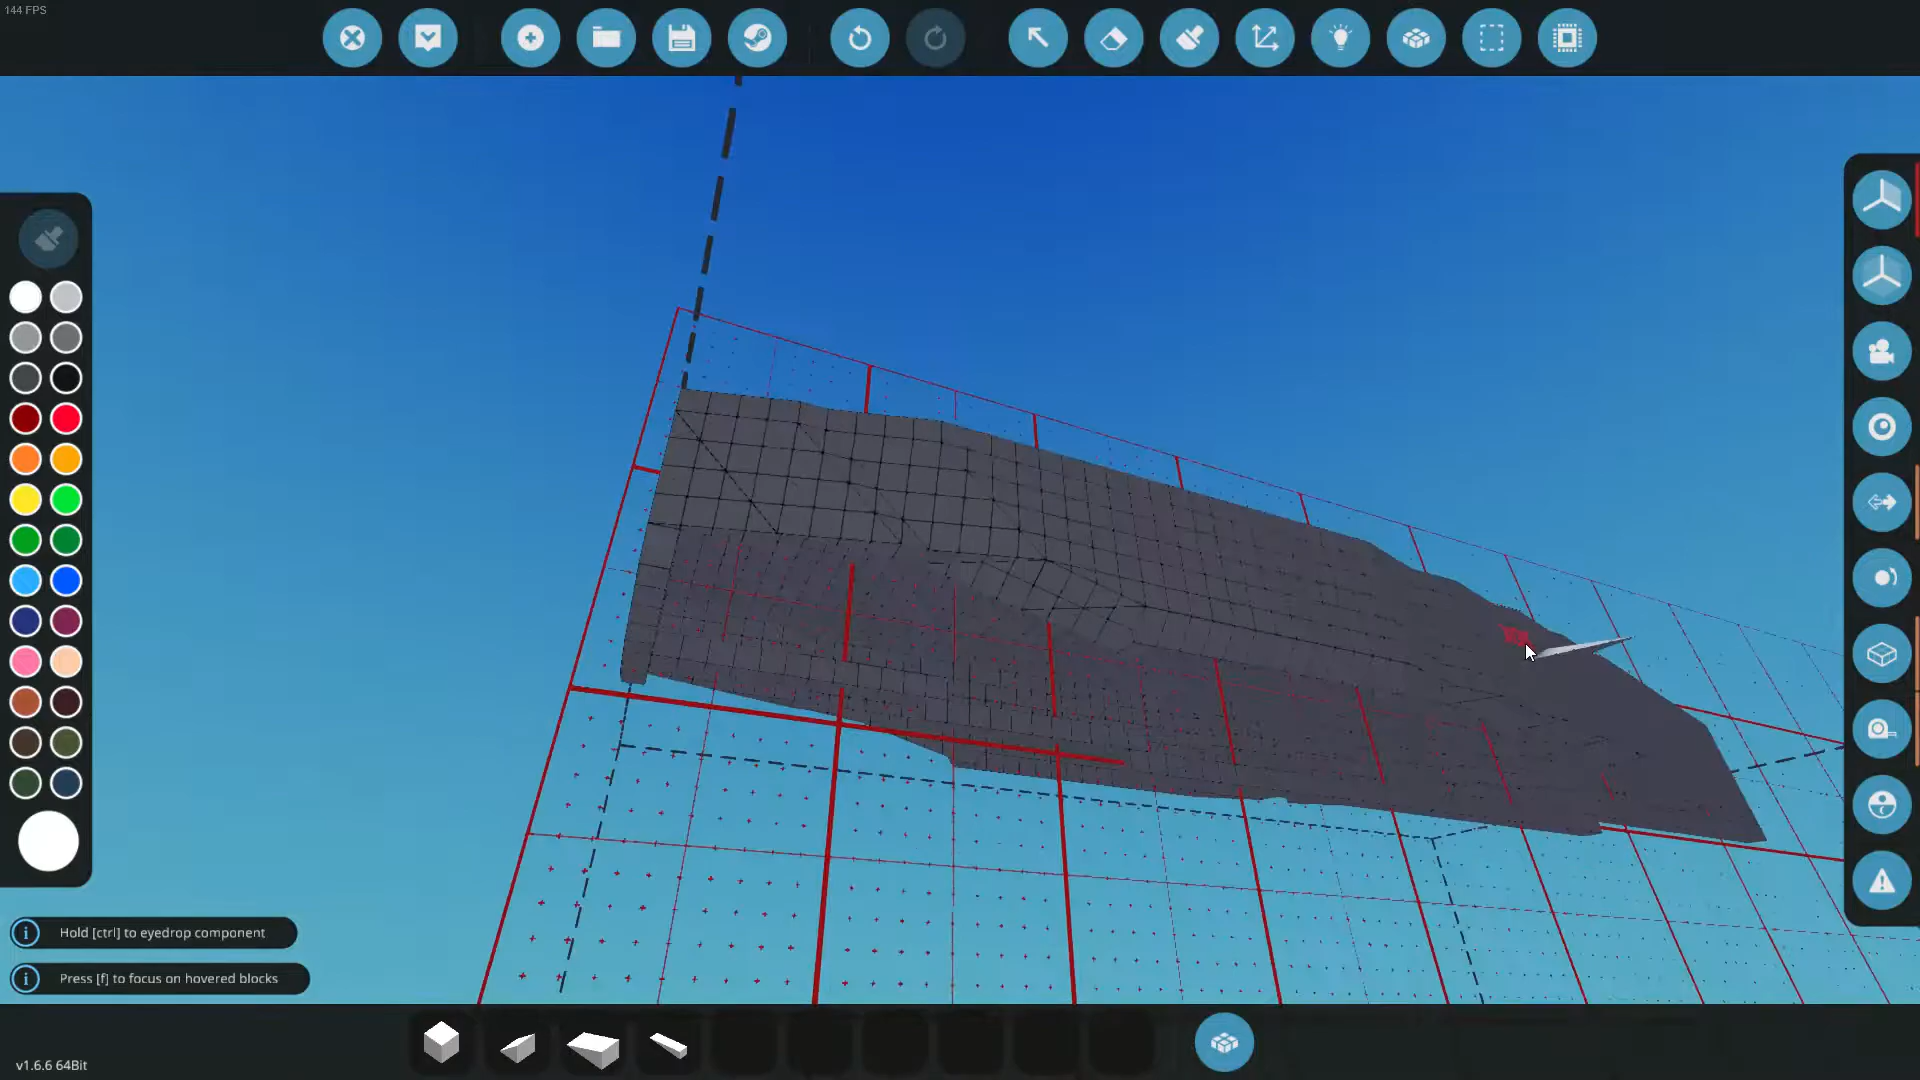 144 FPS
Hold [ctrl] to eyedrop component
Press [f] to focus on hovered blocks
v1.6.6 64Bit